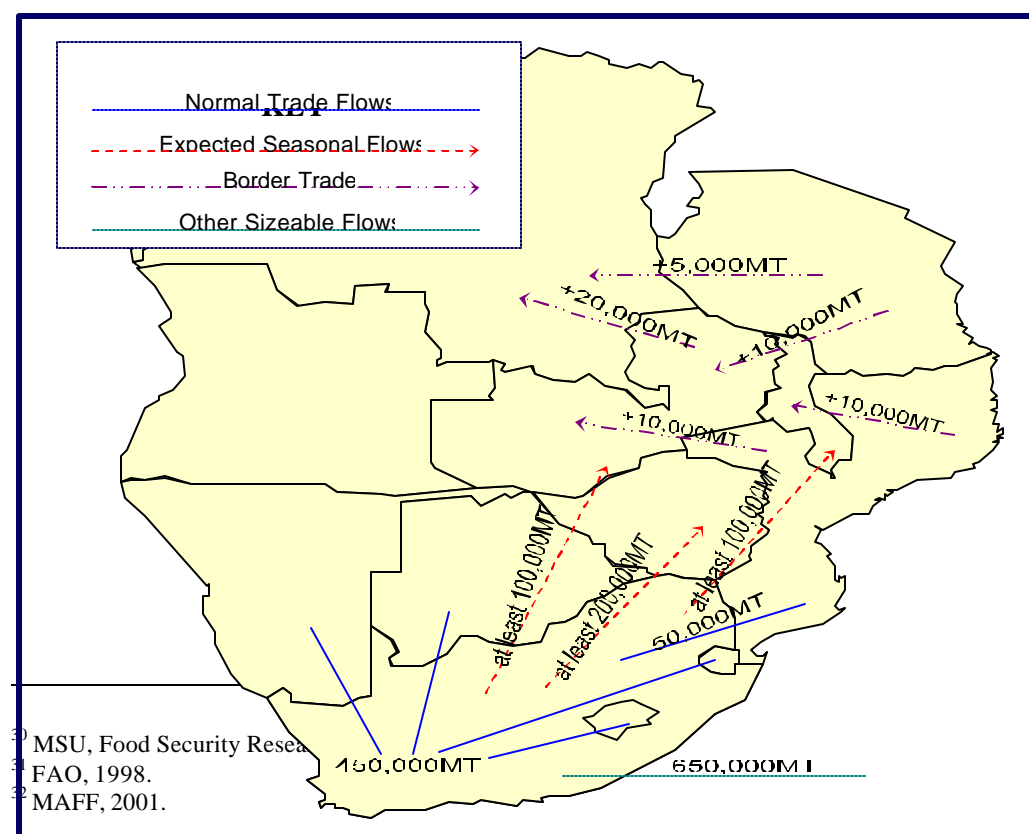 KEY
Normal Trade Flows
Expected Seasonal Flows
Border Trade
Other Sizeable Flows
+5,000MT
+20,000MT
+10,000MT
+10,000MT
+10,000MT
at least 100,000MT
at least 200,000MT
at least 100,000MT
50,000MT
450,000MT
650,000MT
30 MSU, Food Security Resea
31 FAO, 1998.
32 MAFF, 2001.